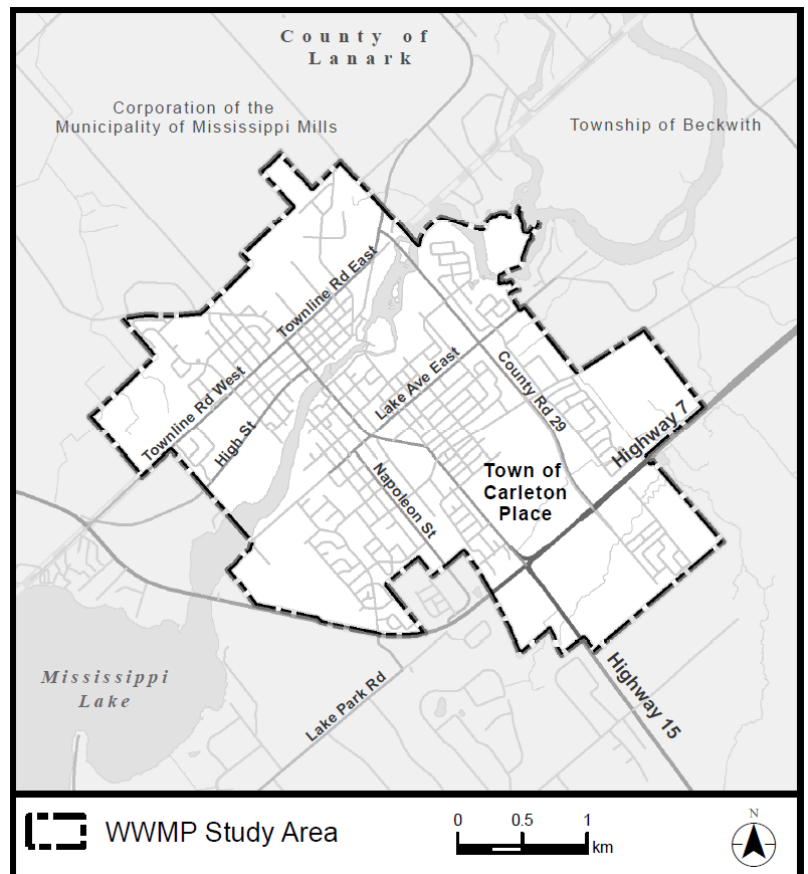 County of
Lanark
Corporation of the
Municipality of Mississippi Mills
Township of Beckwith
Townline Rd East
Townline Rd West
High St
Lake Ave East
County Rd 29
Highway 7
Napoleon St
Town of
Carleton
Place
Mississippi
Lake
Lake Park Rd
Highway 15
WWMP Study Area
0 0.5 1
km
N